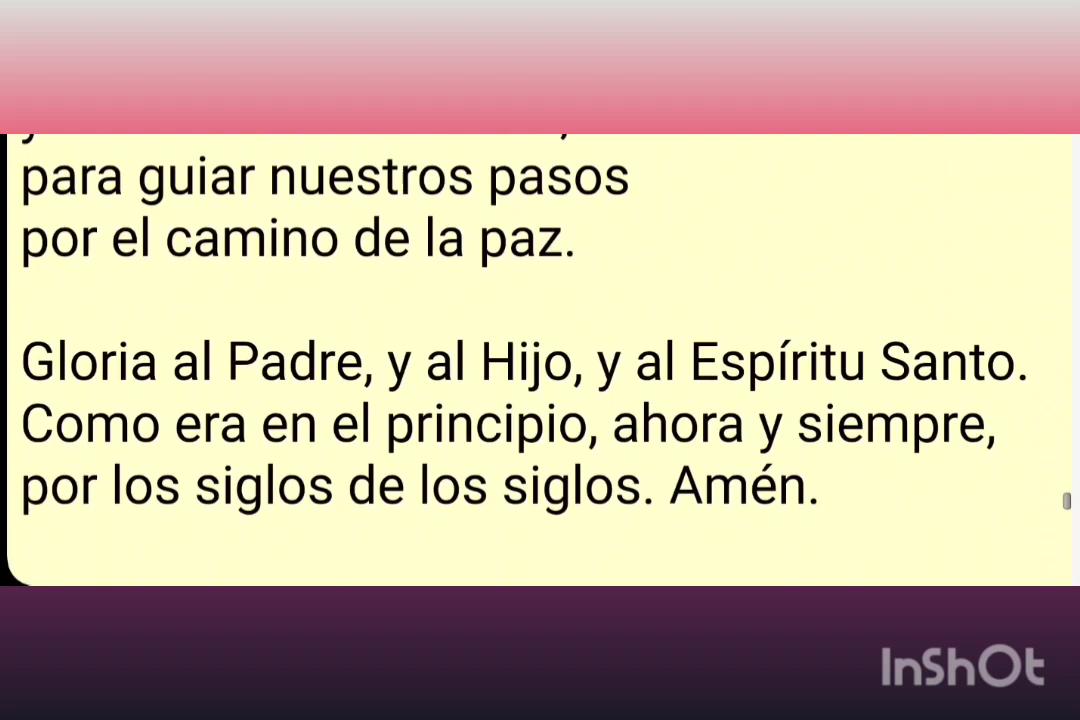 para guiar nuestros pasos
por el camino de la paz.
Gloria al Padre, y al Hijo, y al Espíritu Santo.
Como era en el principio, ahora y siempre,
por los siglos de los siglos. Amén.
InShOt